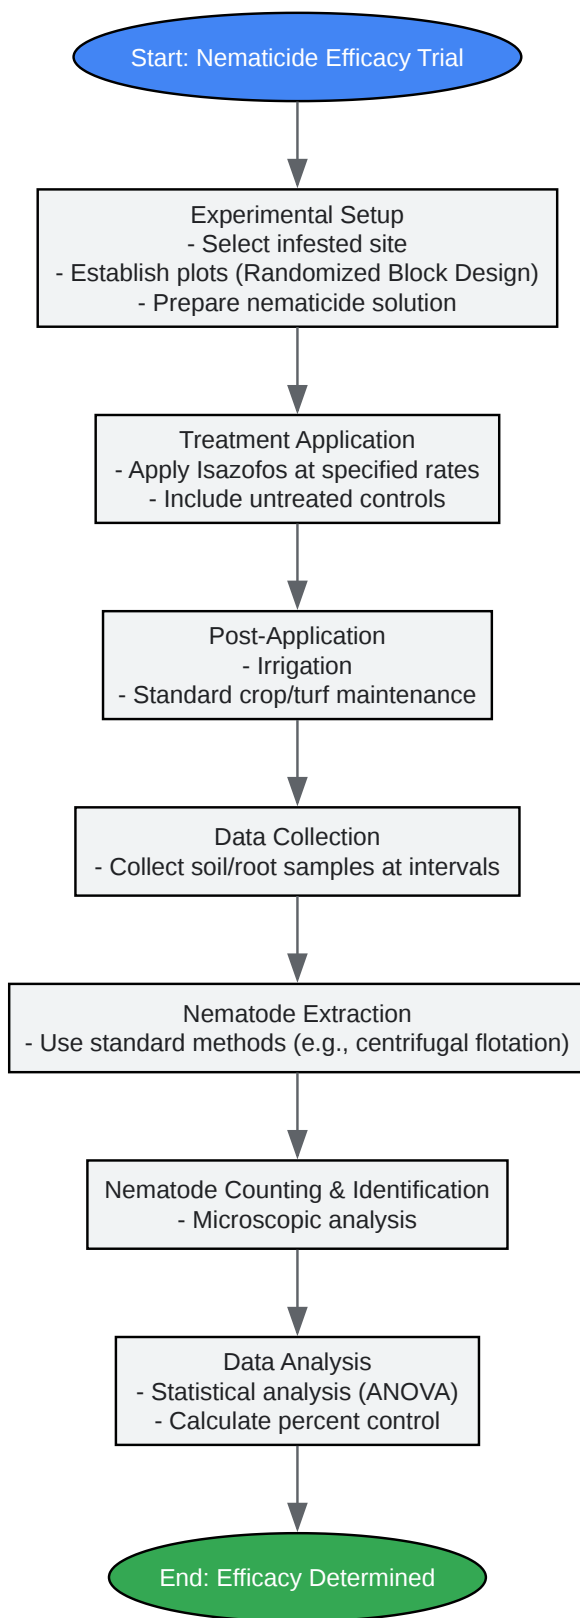 Start: Nematicide Efficacy Trial
Experimental Setup
- Select infested site
- Establish plots (Randomized Block Design)
- Prepare nematicide solution
Treatment Application
- Apply Isazofos at specified rates
- Include untreated controls
Post-Application
- Irrigation
- Standard crop/turf maintenance
Data Collection
- Collect soil/root samples at intervals
Nematode Extraction
- Use standard methods (e.g., centrifugal flotation)
Nematode Counting & Identification
- Microscopic analysis
Data Analysis
- Statistical analysis (ANOVA)
- Calculate percent control
End: Efficacy Determined